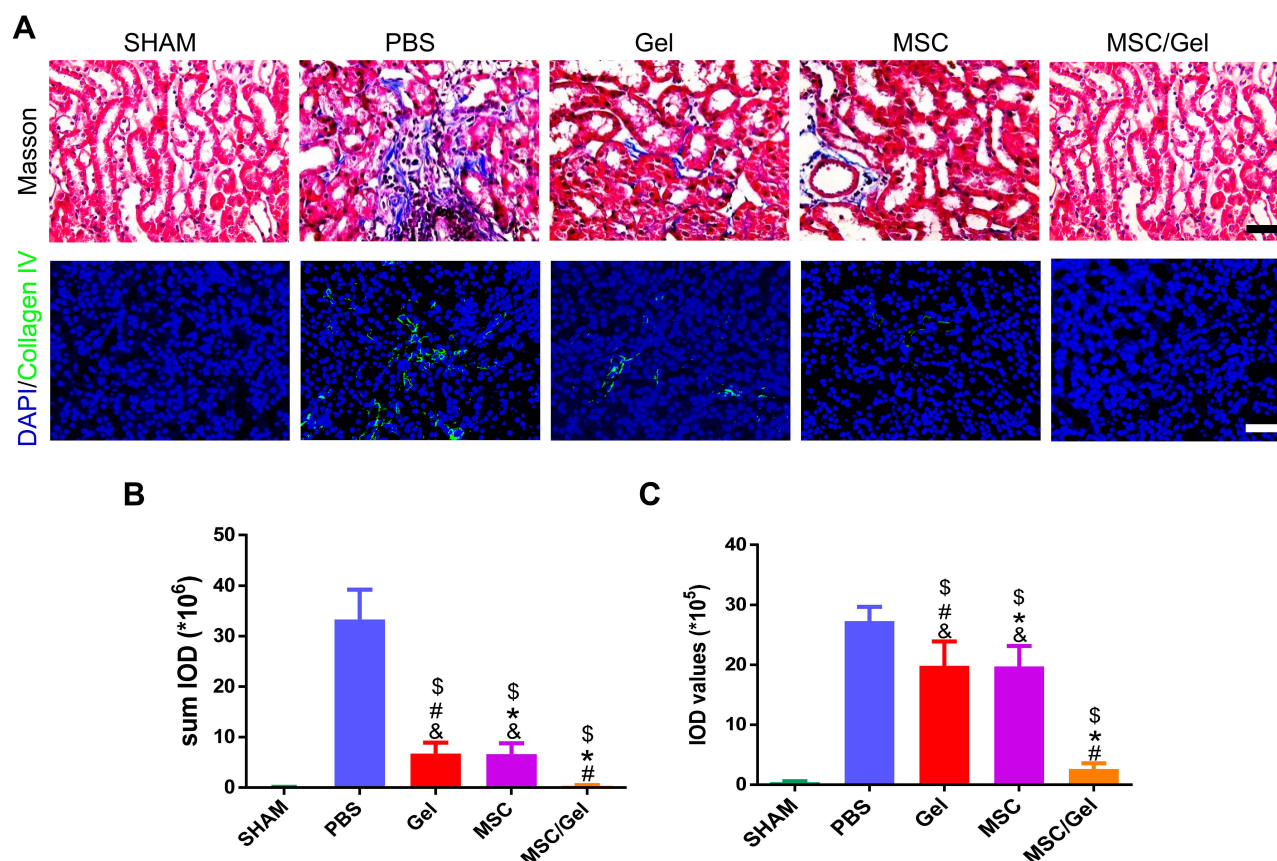 A
SHAM PBS Gel MSC MSC/Gel
Masson
DAPI/Collagen IV
B
sum IOD (*10⁶)
50
40
30
20
10
0
$
#
&
$
*
&
$
*
#
SHAM PBS Gel MSC MSC/Gel
C
IOD values (*10⁵)
40
30
20
10
0
$
#
&
$
*
&
$
*
#
SHAM PBS Gel MSC MSC/Gel